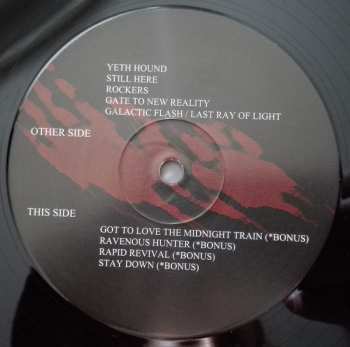 YETH HOUND
STILL HERE
ROCKERS
GATE TO NEW REALITY
GALACTIC FLASH / LAST RAY OF LIGHT
OTHER SIDE
THIS SIDE
GOT TO LOVE THE MIDNIGHT TRAIN (*BONUS)
RAVENOUS HUNTER (*BONUS)
RAPID REVIVAL (*BONUS)
STAY DOWN (*BONUS)